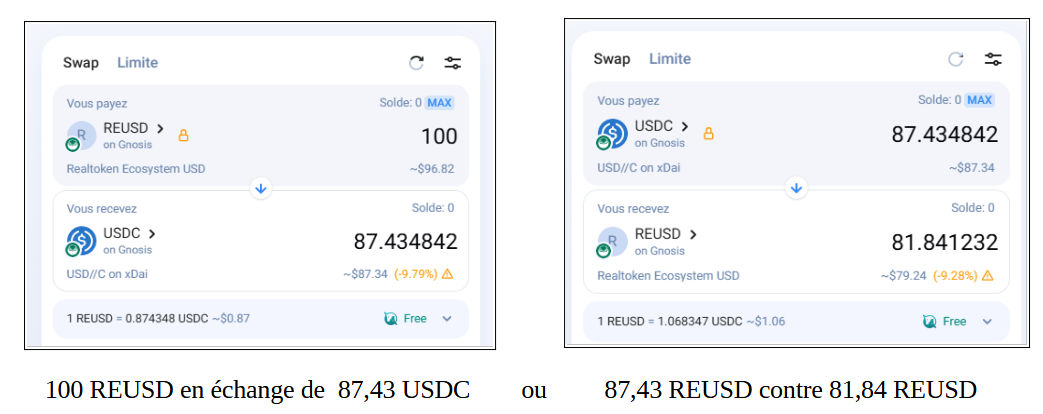 Swap Limite
Vous payez Solde: 0 MAX
R REUSD 100
on Gnosis
Realtoken Ecosystem USD ~$96.82
Vous recevez Solde: 0
USDC 87.434842
on Gnosis
USD//C on xDai ~$87.34 (-9.79%)
1 REUSD = 0.874348 USDC ~$0.87 Free
Swap Limite
Vous payez Solde: 0 MAX
USDC 87.434842
on Gnosis
USD//C on xDai ~$87.34
Vous recevez Solde: 0
R REUSD 81.841232
on Gnosis
Realtoken Ecosystem USD ~$79.24 (-9.28%)
1 REUSD = 1.068347 USDC ~$1.06 Free
100 REUSD en échange de 87,43 USDC ou 87,43 REUSD contre 81,84 REUSD